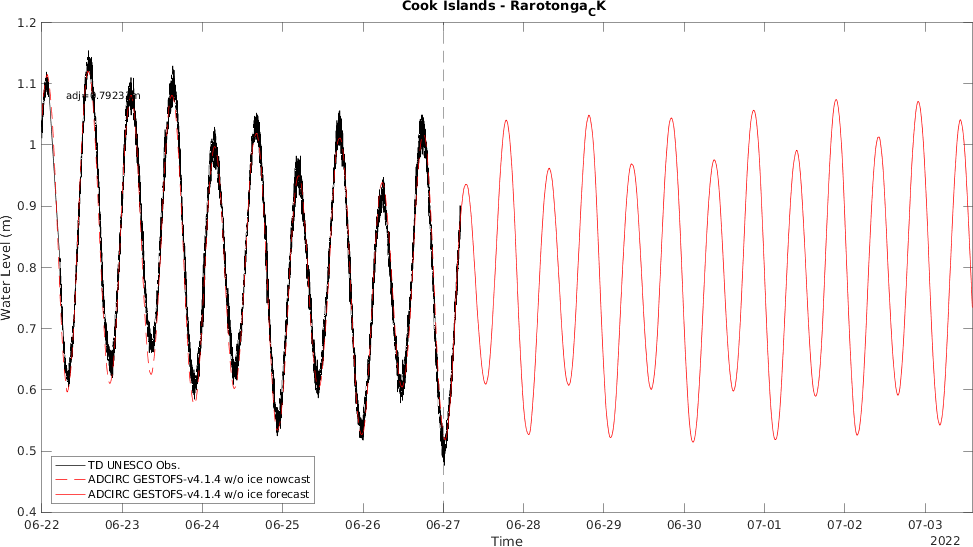 Cook Islands - Rarotonga_CK
1.2
1.1
1
0.9
0.8
0.7
0.6
0.5
0.4
Water Level (m)
adj=0.7923 m
TD UNESCO Obs.
ADCIRC GESTOFS-v4.1.4 w/o ice nowcast
ADCIRC GESTOFS-v4.1.4 w/o ice forecast
06-22 06-23 06-24 06-25 06-26 06-27 06-28 06-29 06-30 07-01 07-02 07-03
Time
2022